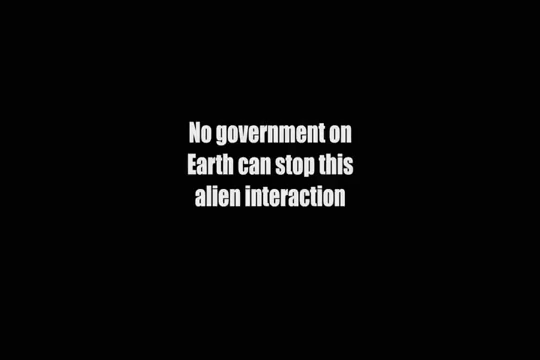 No government on
Earth can stop this
alien interaction